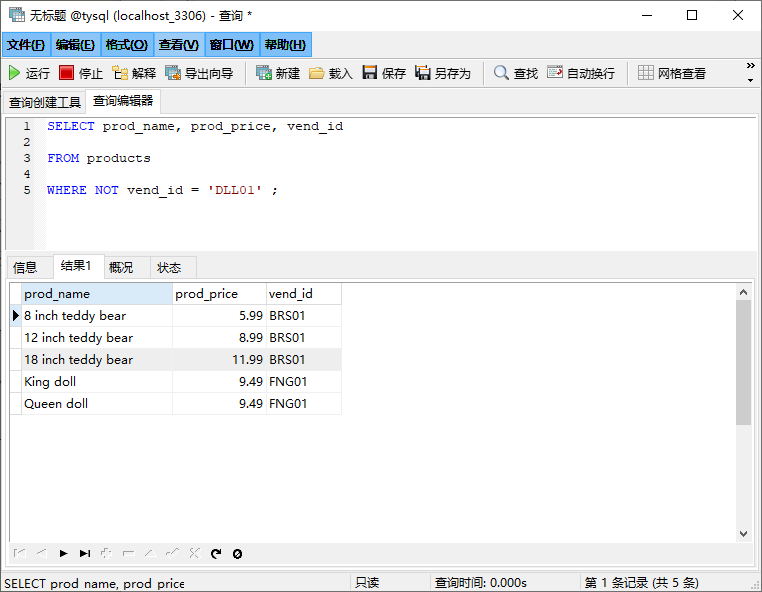 无标题 @tysql (localhost_3306) - 查询 *
文件(F) 编辑(E) 格式(O) 查看(V) 窗口(W) 帮助(H)
运行 停止 解释 导出向导 新建 载入 保存 另存为 查找 自动换行 网格查看 »
查询创建工具 查询编辑器
1 SELECT prod_name, prod_price, vend_id
2
3 FROM products
4
5 WHERE NOT vend_id = 'DLL01' ;
信息 结果1 概况 状态
prod_name prod_price vend_id
8 inch teddy bear 5.99 BRS01
12 inch teddy bear 8.99 BRS01
18 inch teddy bear 11.99 BRS01
King doll 9.49 FNG01
Queen doll 9.49 FNG01
SELECT prod_name, prod_price 只读 查询时间: 0.000s 第 1 条记录 (共 5 条)